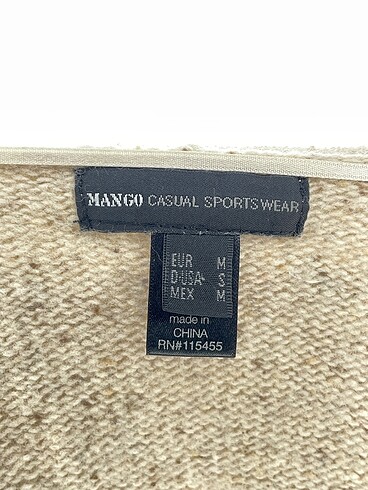 MANGO CASUAL SPORTSWEAR
EUR M
D-USA S
MEX M
made in
CHINA
RN#115455